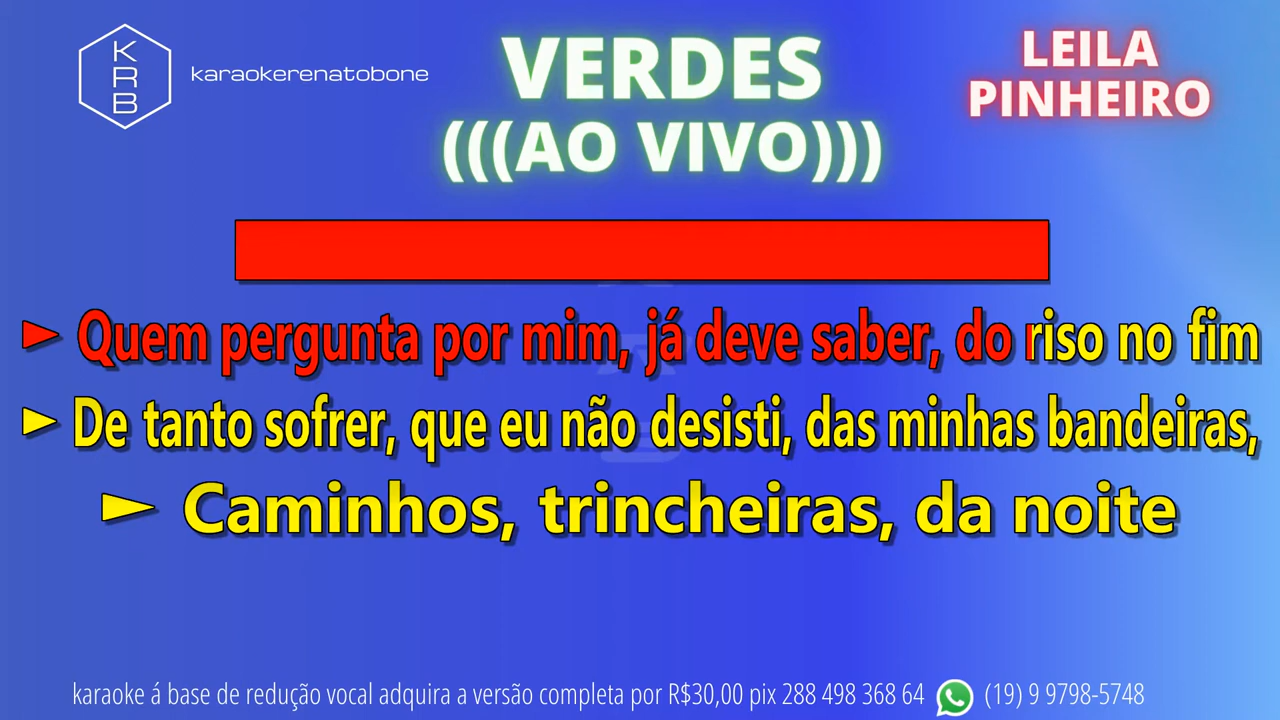 KRB
karaokerenatobone
VERDES
(((AO VIVO)))
LEILA
PINHEIRO
► Quem pergunta por mim, já deve saber, do riso no fim
► De tanto sofrer, que eu não desisti, das minhas bandeiras,
► Caminhos, trincheiras, da noite
karaoke á base de redução vocal adquira a versão completa por R$30,00 pix 288 498 368 64 (19) 9 9798-5748